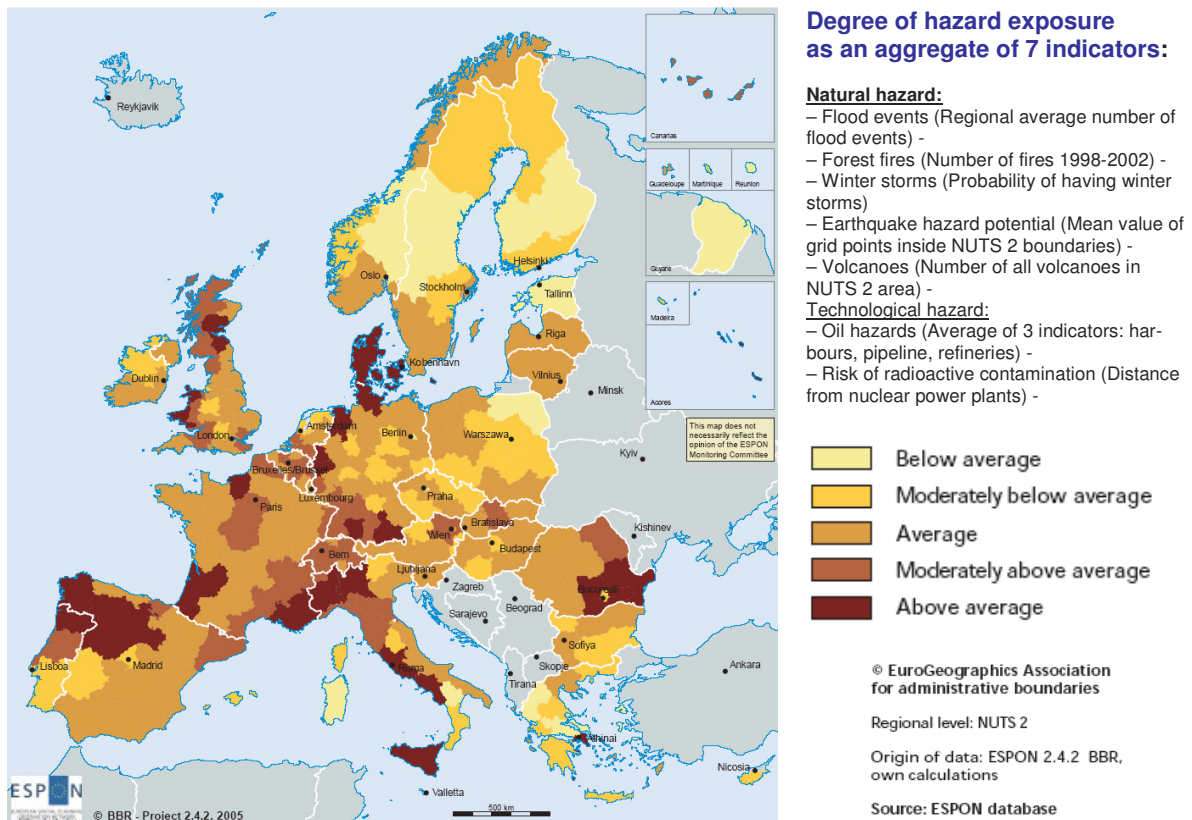 Degree of hazard exposure
as an aggregate of 7 indicators:
Natural hazard:
– Flood events (Regional average number of
flood events) -
– Forest fires (Number of fires 1998-2002) -
– Winter storms (Probability of having winter
storms)
– Earthquake hazard potential (Mean value of
grid points inside NUTS 2 boundaries) -
– Volcanoes (Number of all volcanoes in
NUTS 2 area) -
Technological hazard:
– Oil hazards (Average of 3 indicators: har-
bours, pipeline, refineries) -
– Risk of radioactive contamination (Distance
from nuclear power plants) -
Below average
Moderately below average
Average
Moderately above average
Above average
© EuroGeographics Association
for administrative boundaries
Regional level: NUTS 2
Origin of data: ESPON 2.4.2 BBR,
own calculations
Source: ESPON database
Reykjavik
Canarias
Guadeloupe
Martinique
Reunion
Guyane
Madeira
Acores
Helsinki
Oslo
Tallinn
Stockholm
Riga
Kobenhavn
Dublin
Vilnius
Minsk
London
Amsterdam
Berlin
Warszawa
This map does not
necessarily reflect the
opinion of the ESPON
Monitoring Committee
Bruxelles/Brussel
Kyiv
Luxembourg
Praha
Paris
Wien
Bratislava
Kishinev
Bern
Budapest
Ljubljana
Zagreb
Bucuresti
Beograd
Sarajevo
Sofiya
Madrid
Lisboa
Roma
Skopje
Tirana
Ankara
Athinai
Nicosia
Valletta
500 km
ESPON
© BBR - Project 2.4.2, 2005